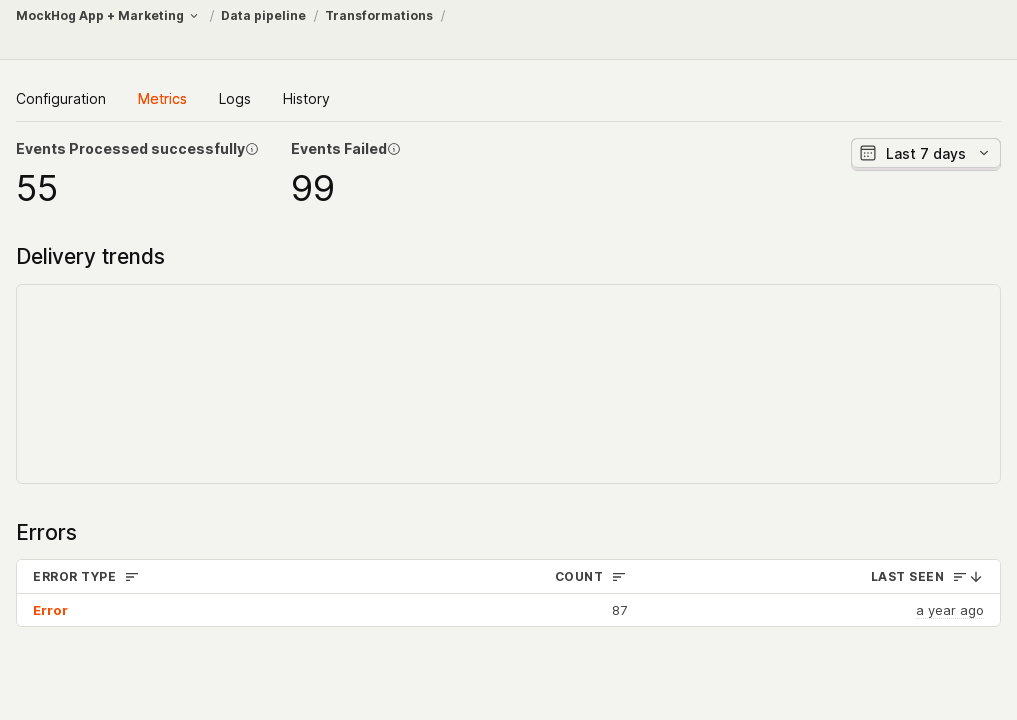 MockHog App + Marketing / Data pipeline / Transformations /
Configuration Metrics Logs History
Events Processed successfully Events Failed Last 7 days
55 99
Delivery trends
Errors
ERROR TYPE COUNT LAST SEEN
Error 87 a year ago